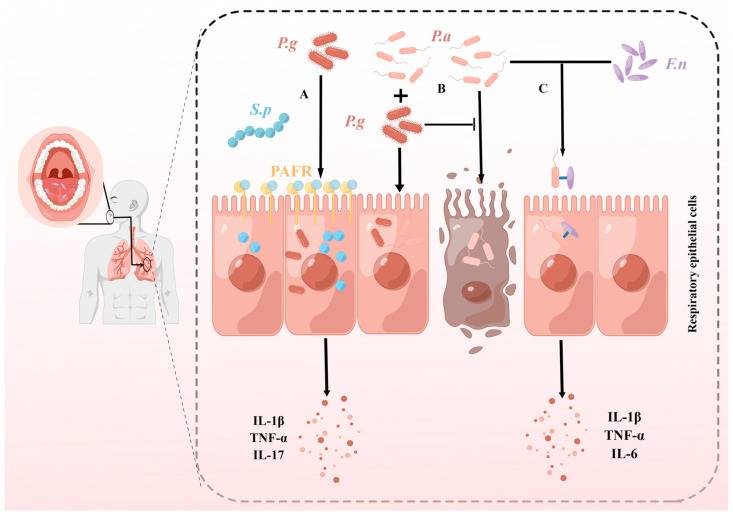 P.g
P.a
F.n
A
B
C
S.p
+
P.g
PAFR
Respiratory epithelial cells
IL-1β
TNF-α
IL-17
IL-1β
TNF-α
IL-6